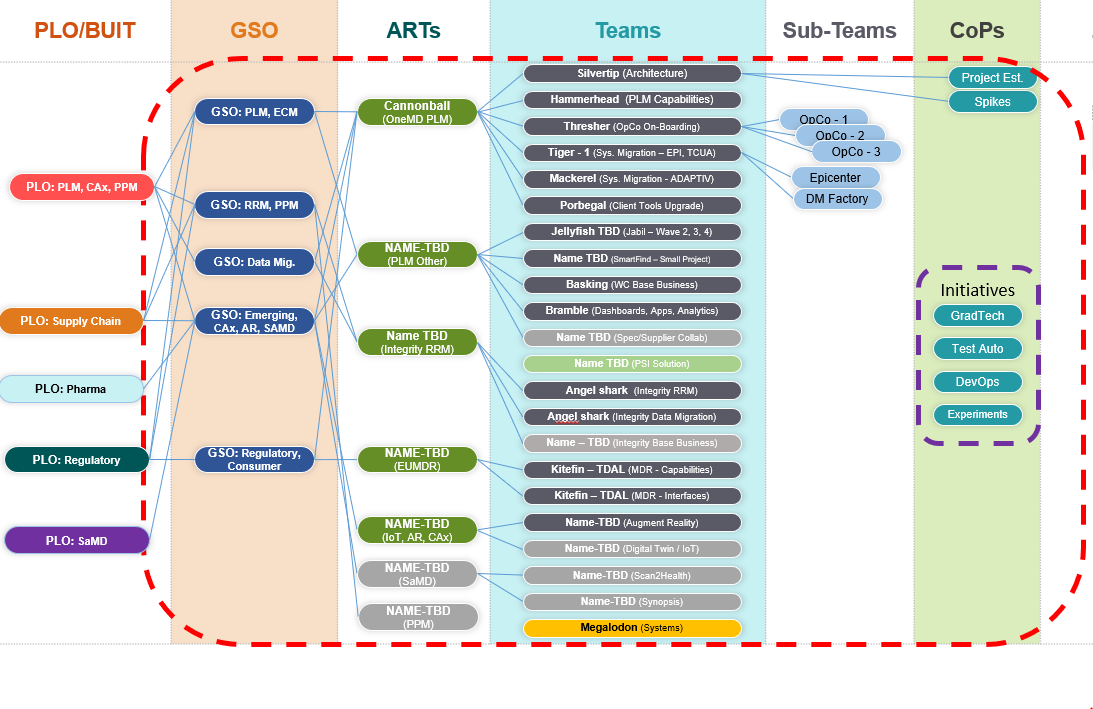 PLO/BUIT
GSO
ARTs
Teams
Sub-Teams
CoPs
PLO: PLM, CAx, PPM
PLO: Supply Chain
PLO: Pharma
PLO: Regulatory
PLO: SaMD
GSO: PLM, ECM
GSO: RRM, PPM
GSO: Data Mig.
GSO: Emerging,
CAx, AR, SAMD
GSO: Regulatory,
Consumer
Cannonball
(OneMD PLM)
NAME-TBD
(PLM Other)
Name TBD
(Integrity RRM)
NAME-TBD
(EUMDR)
NAME-TBD
(IoT, AR, CAx)
NAME-TBD
(SaMD)
NAME-TBD
(PPM)
Silvertip (Architecture)
Hammerhead (PLM Capabilities)
Thresher (OpCo On-Boarding)
Tiger - 1 (Sys. Migration – EPI, TCUA)
Mackerel (Sys. Migration - ADAPTIV)
Porbegal (Client Tools Upgrade)
Jellyfish TBD (Jabil – Wave 2, 3, 4)
Name TBD (SmartFind – Small Project)
Basking (WC Base Business)
Bramble (Dashboards, Apps, Analytics)
Name TBD (Spec/Supplier Collab)
Name TBD (PSI Solution)
Angel shark (Integrity RRM)
Angel shark (Integrity Data Migration)
Name – TBD (Integrity Base Business)
Kitefin – TDAL (MDR - Capabilities)
Kitefin – TDAL (MDR - Interfaces)
Name-TBD (Augment Reality)
Name-TBD (Digital Twin / IoT)
Name-TBD (Scan2Health)
Name-TBD (Synopsis)
Megalodon (Systems)
OpCo - 1
OpCo - 2
OpCo - 3
Epicenter
DM Factory
Project Est.
Spikes
Initiatives
GradTech
Test Auto
DevOps
Experiments